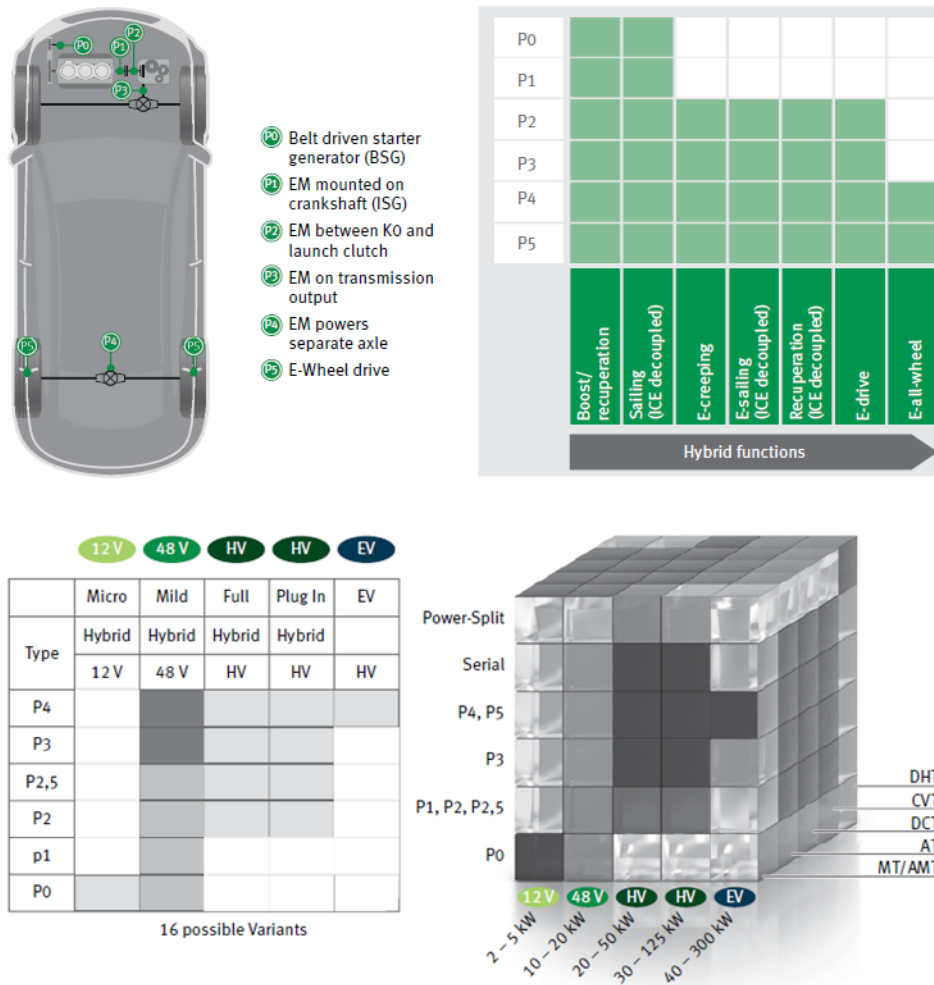 P0
P1
P2
P3
P5
P4
P5
P0 Belt driven starter
generator (BSG)
P1 EM mounted on
crankshaft (ISG)
P2 EM between K0 and
launch clutch
P3 EM on transmission
output
P4 EM powers
separate axle
P5 E-Wheel drive
P0
P1
P2
P3
P4
P5
Boost/
recuperation
Sailing
(ICE decoupled)
E-creeping
E-sailing
(ICE decoupled)
Recuperation
(ICE decoupled)
E-drive
E-all-wheel
Hybrid functions
12 V 48 V HV HV EV
Micro Mild Full Plug In EV
Type Hybrid Hybrid Hybrid Hybrid
12 V 48 V HV HV HV
P4
P3
P2,5
P2
p1
P0
16 possible Variants
Power-Split
Serial
P4, P5
P3
P1, P2, P2,5
P0
DHT
CVT
DCT
AT
MT/AMT
12 V 48 V HV HV EV
2 – 5 kW
10 – 20 kW
20 – 50 kW
30 – 125 kW
40 – 300 kW